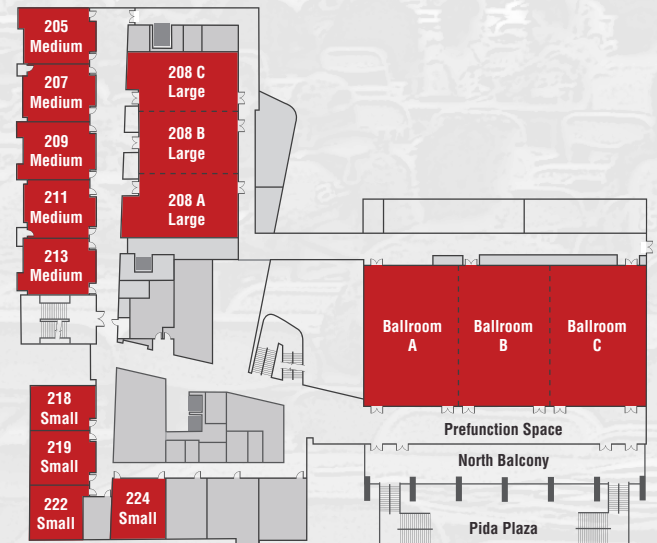 205
Medium
207
Medium
209
Medium
211
Medium
213
Medium
208 C
Large
208 B
Large
208 A
Large
Ballroom
A
Ballroom
B
Ballroom
C
Prefunction Space
North Balcony
Pida Plaza
218
Small
219
Small
222
Small
224
Small